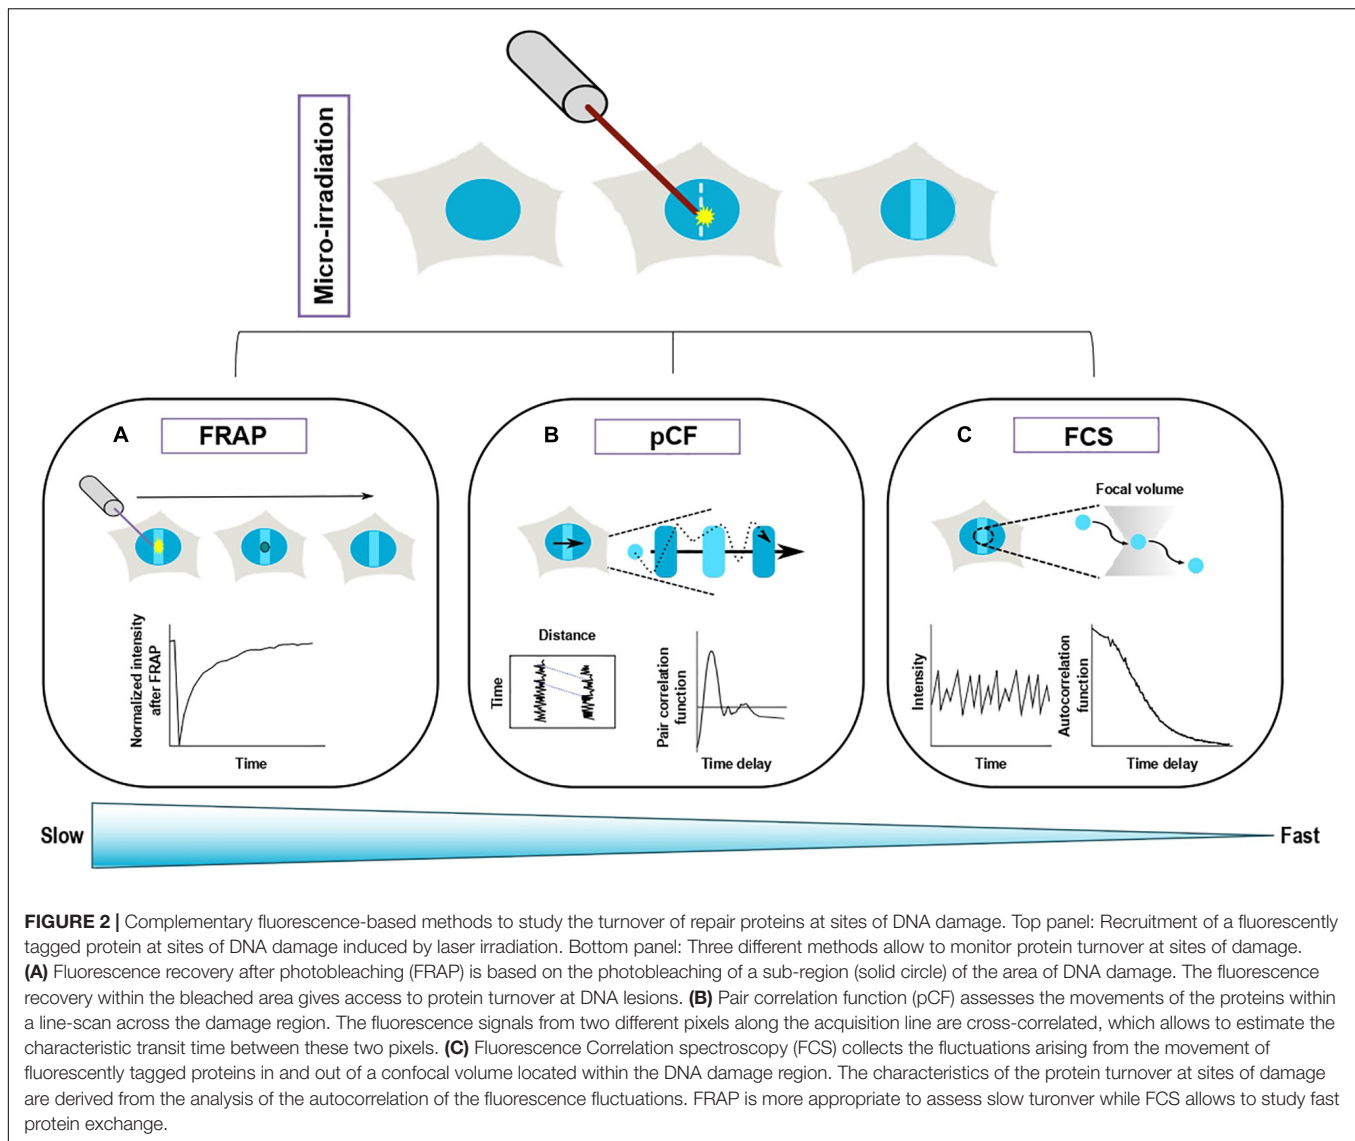 Micro-irradiation
A
FRAP
Normalized intensity
after FRAP
Time
B
pCF
Distance
Time
Pair correlation
function
Time delay
C
FCS
Focal volume
Intensity
Time
Autocorrelation
function
Time delay
Slow
Fast
FIGURE 2 | Complementary fluorescence-based methods to study the turnover of repair proteins at sites of DNA damage. Top panel: Recruitment of a fluorescently
tagged protein at sites of DNA damage induced by laser irradiation. Bottom panel: Three different methods allow to monitor protein turnover at sites of damage.
(A) Fluorescence recovery after photobleaching (FRAP) is based on the photobleaching of a sub-region (solid circle) of the area of DNA damage. The fluorescence
recovery within the bleached area gives access to protein turnover at DNA lesions. (B) Pair correlation function (pCF) assesses the movements of the proteins within
a line-scan across the damage region. The fluorescence signals from two different pixels along the acquisition line are cross-correlated, which allows to estimate the
characteristic transit time between these two pixels. (C) Fluorescence Correlation spectroscopy (FCS) collects the fluctuations arising from the movement of
fluorescently tagged proteins in and out of a confocal volume located within the DNA damage region. The characteristics of the protein turnover at sites of damage
are derived from the analysis of the autocorrelation of the fluorescence fluctuations. FRAP is more appropriate to assess slow turonver while FCS allows to study fast
protein exchange.